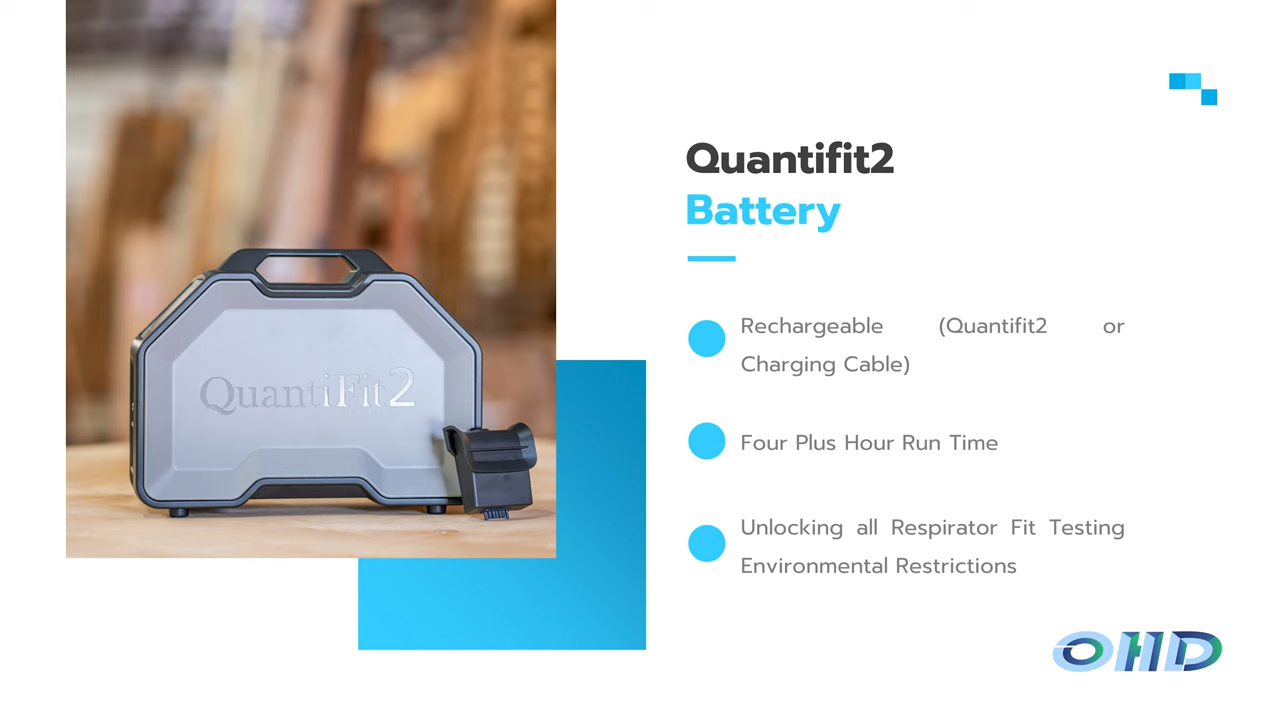 Quantifit2
Battery
Rechargeable (Quantifit2 or
Charging Cable)
Four Plus Hour Run Time
Unlocking all Respirator Fit Testing
Environmental Restrictions
QuantiFit2
OHD